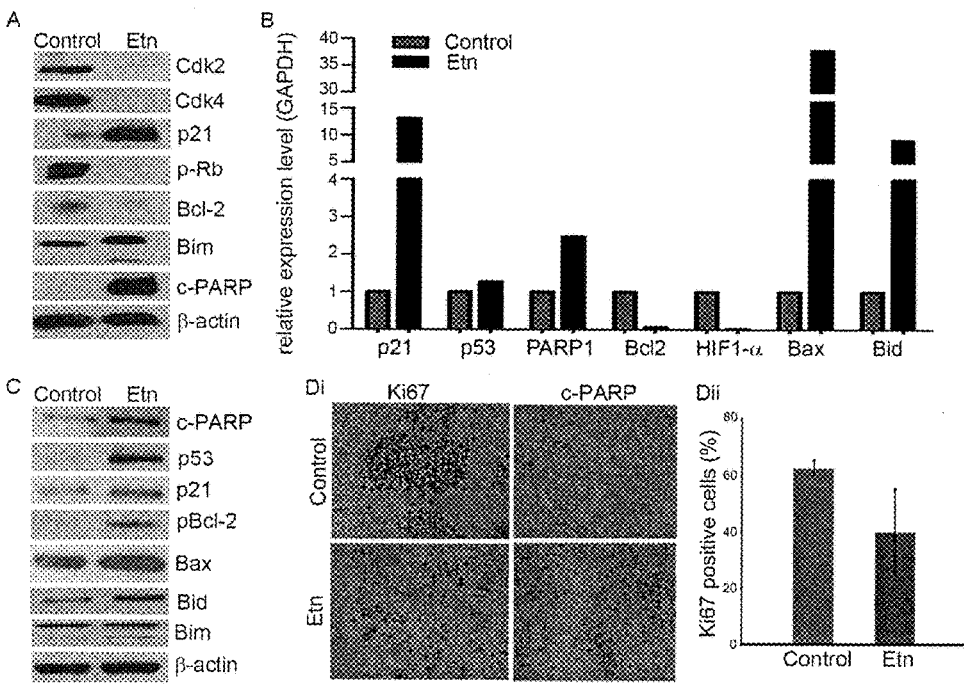 A
Control Etn
Cdk2
Cdk4
p21
p-Rb
Bcl-2
Bim
c-PARP
β-actin
B
relative expression level (GAPDH)
40
35
30
15
10
5
4
2
1
0
Control
Etn
p21 p53 PARP1 Bcl2 HIF1-α Bax Bid
C
Control Etn
c-PARP
p53
p21
pBcl-2
Bax
Bid
Bim
β-actin
Di
Ki67 c-PARP
Control
Etn
Dii
Ki67 positive cells (%)
80
60
40
20
0
Control Etn